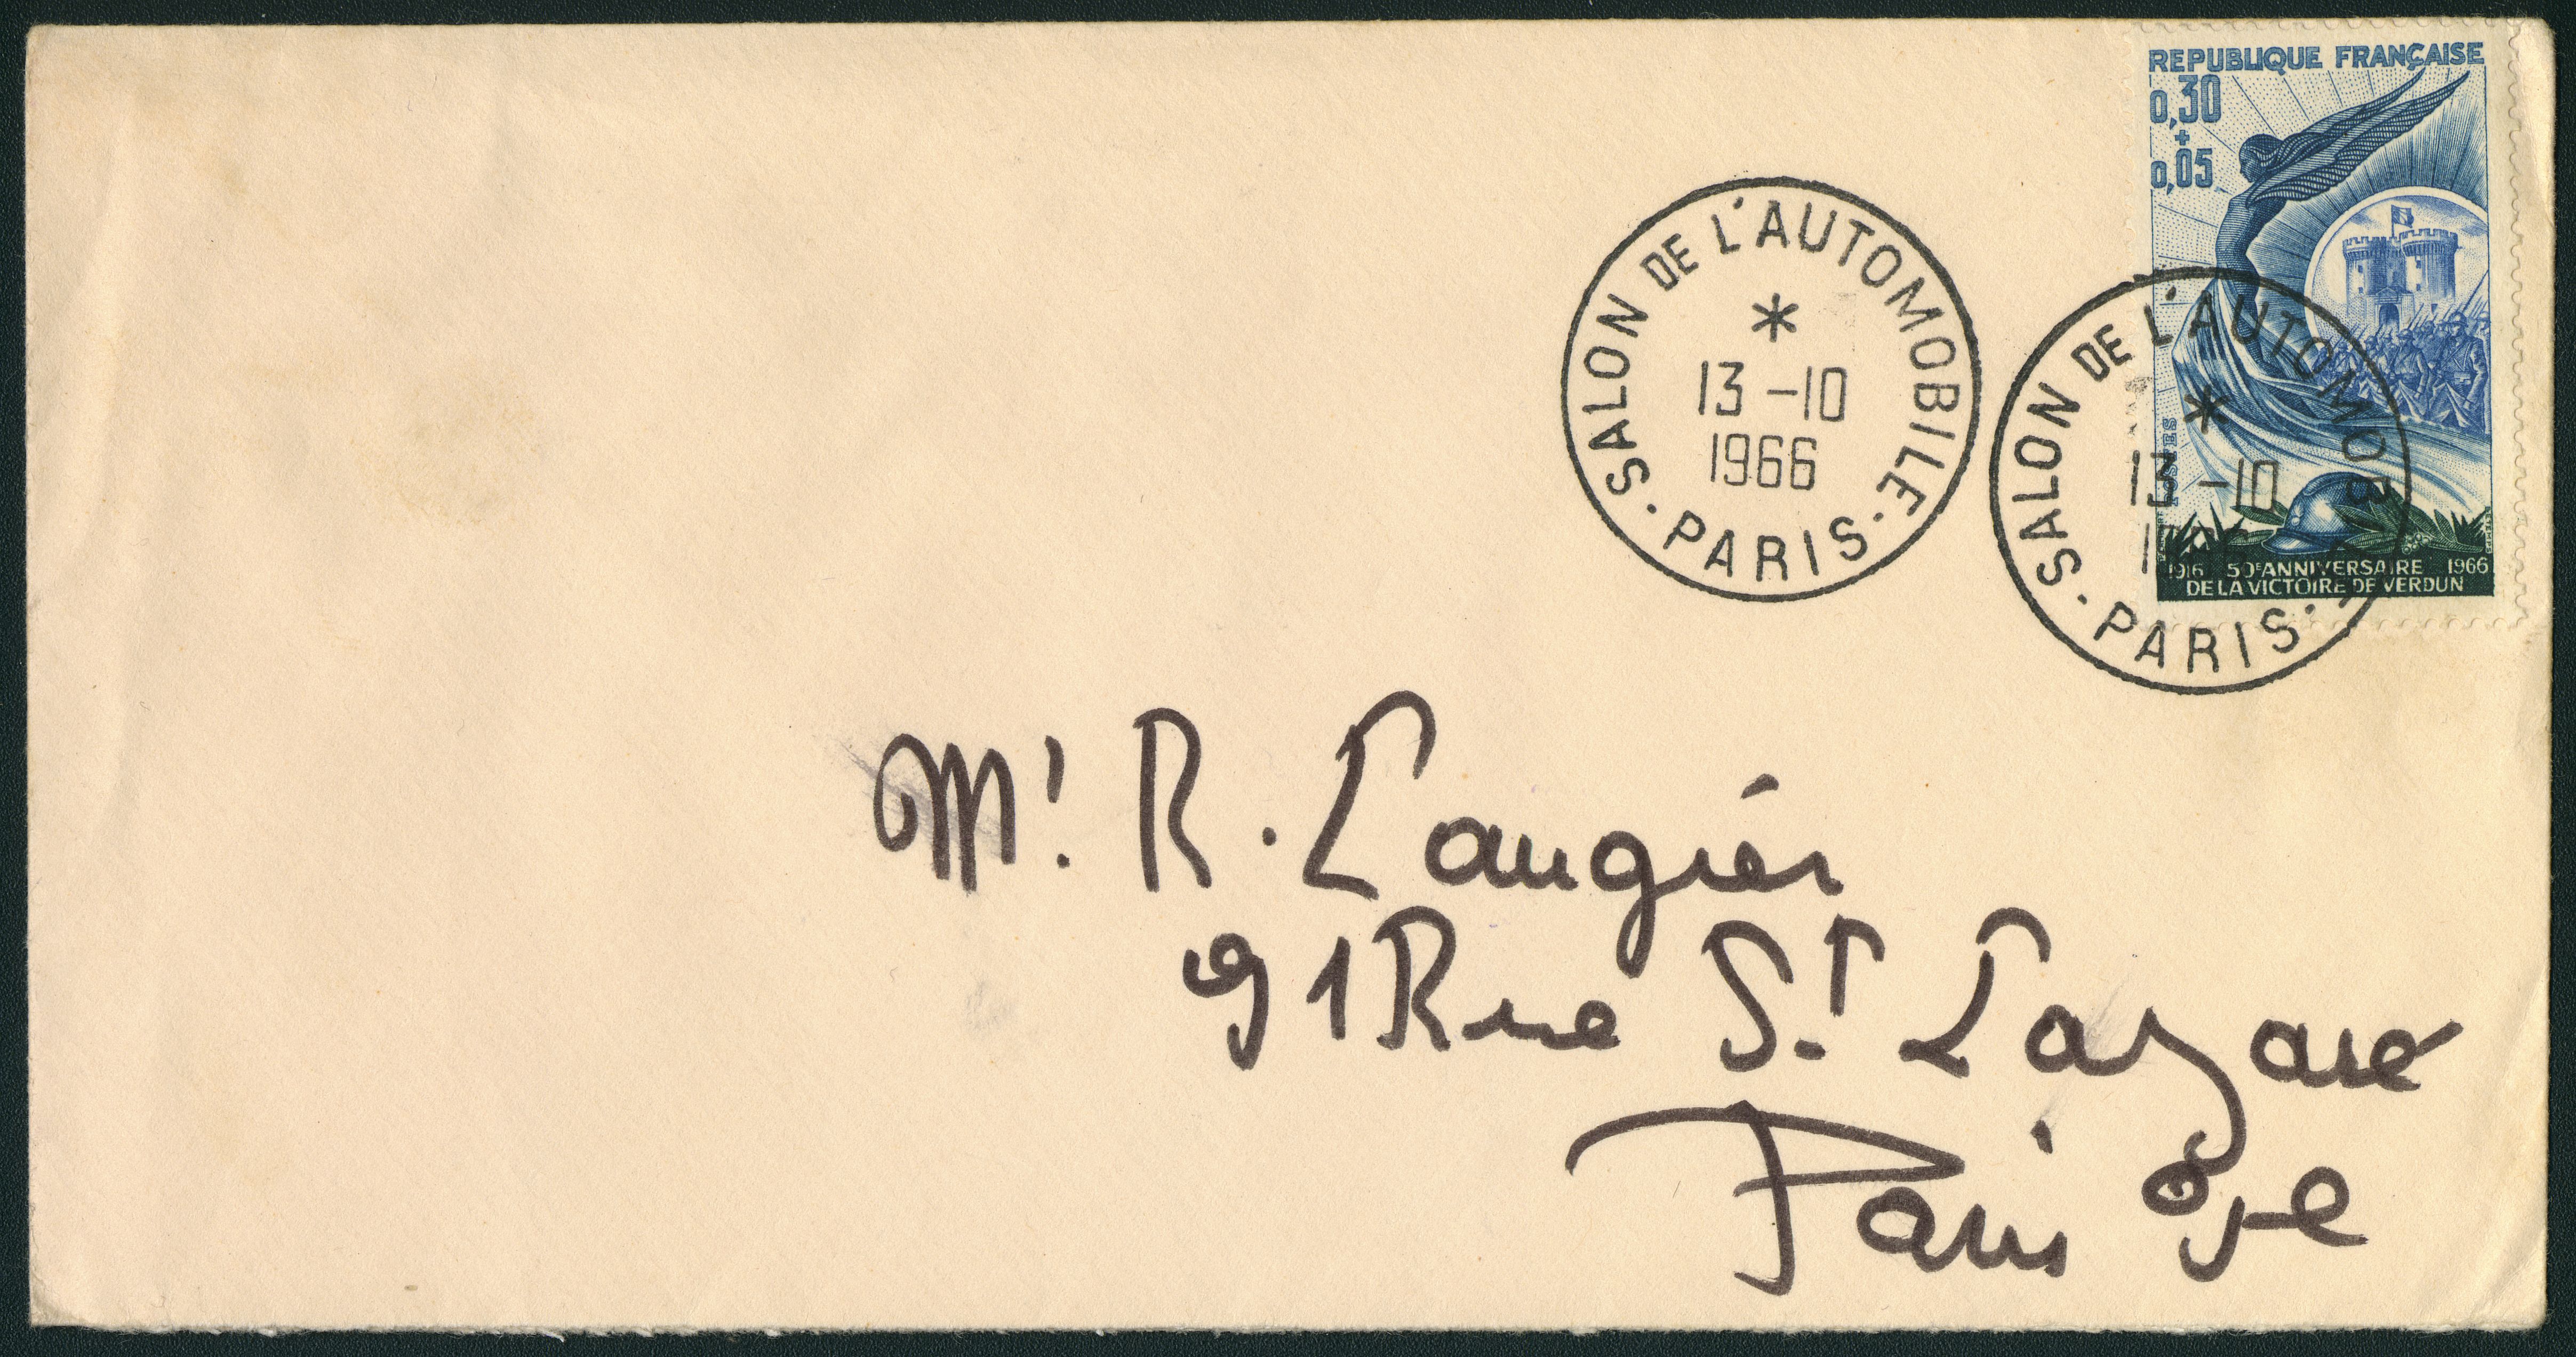 REPUBLIQUE FRANÇAISE
0,30
+
0,05
1916 50E ANNIVERSAIRE 1966
DE LA VICTOIRE DE VERDUN
SALON DE L'AUTOMOBILE
*
13-10
1966
• PARIS •
SALON DE L'AUTOMOBILE
*
13-10
• PARIS •
Mr. R. Laugier
91 Rue St. Lazare
Paris 9e